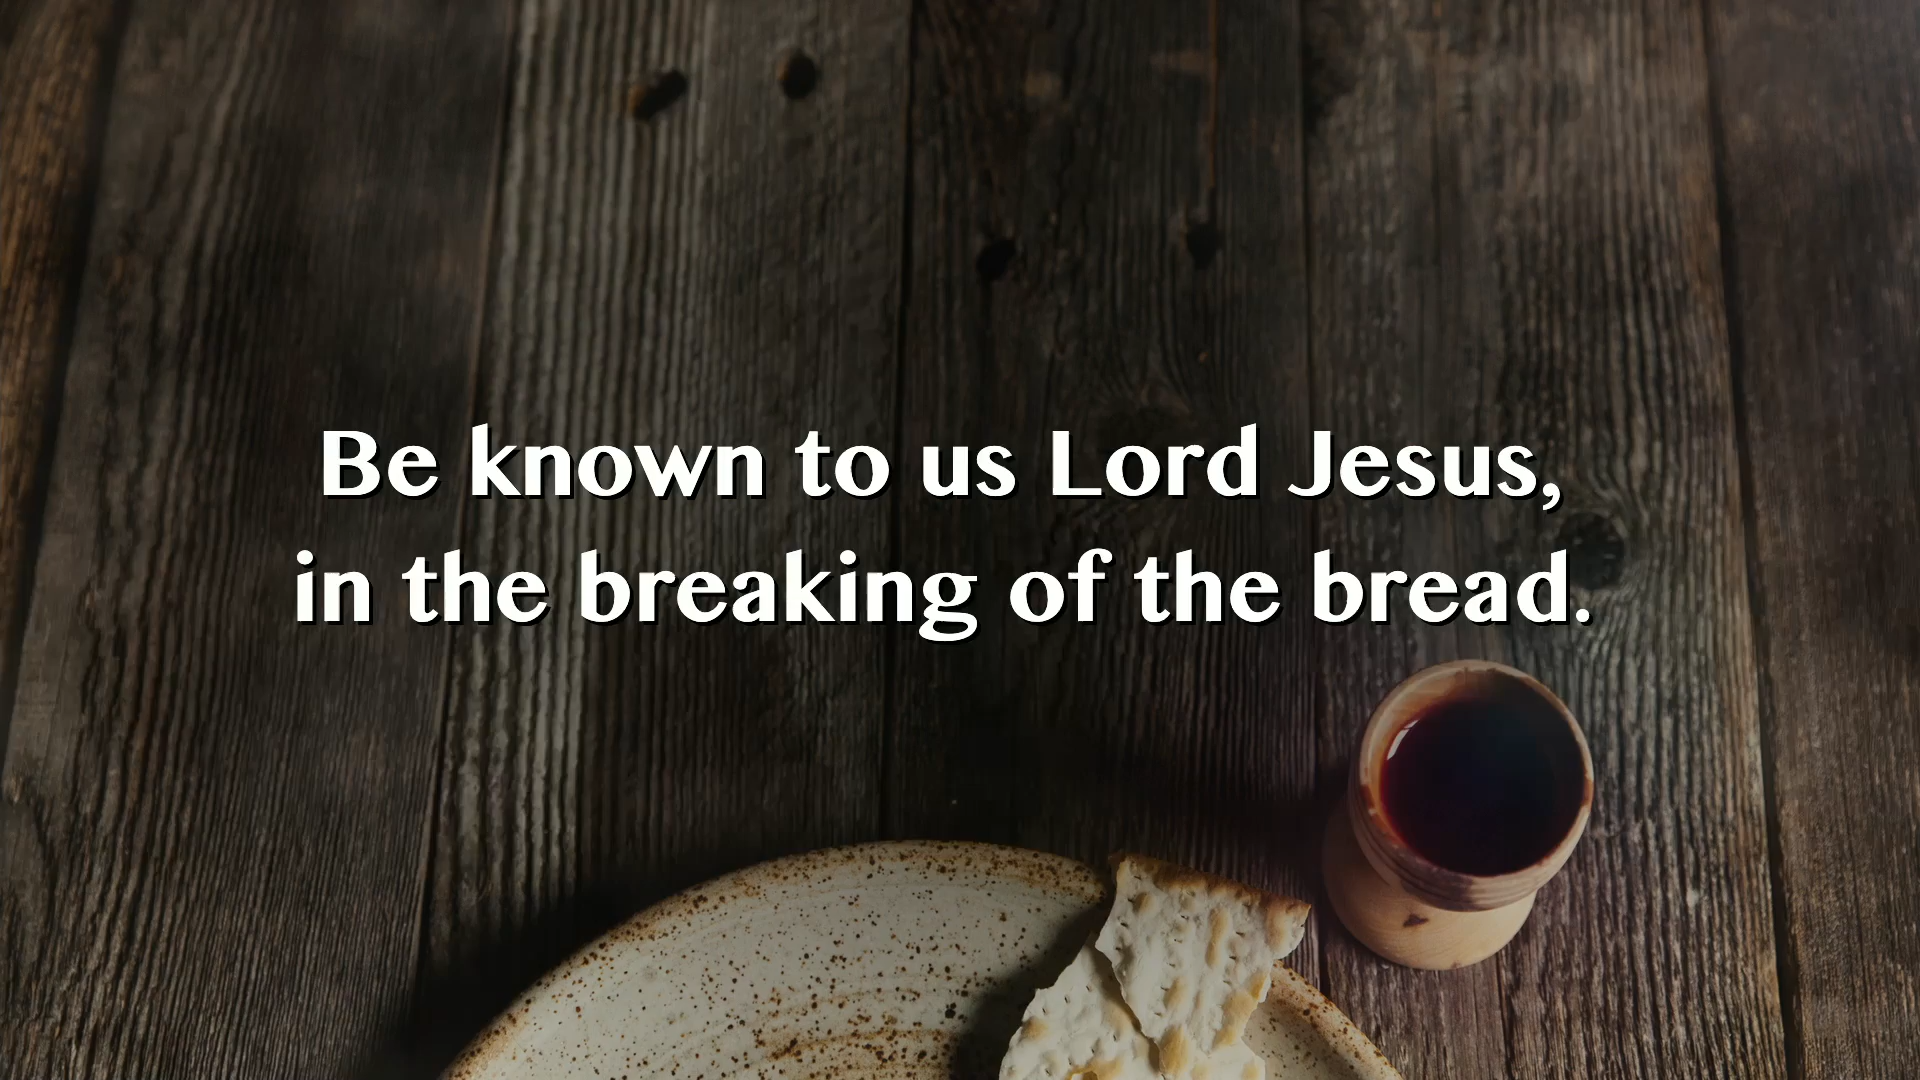 Be known to us Lord Jesus,
in the breaking of the bread.